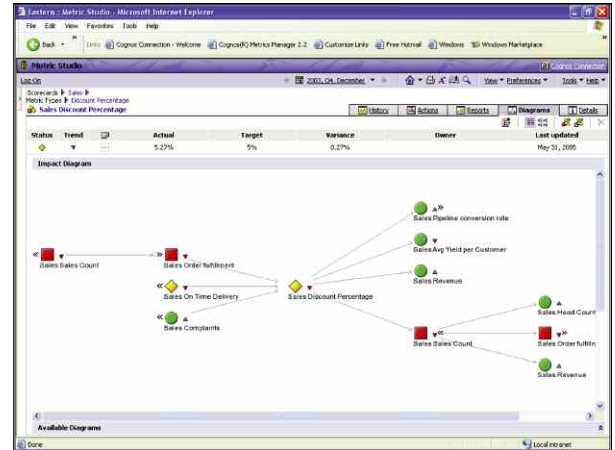 Eastern : Metric Studio - Microsoft Internet Explorer
File Edit View Favorites Tools Help
Back Links Cognos Connection - Welcome Cognos(R) Metrics Manager 2.2 Customize Links Free Hotmail Windows Windows Marketplace
Metric Studio Cognos Connection
Log On 2003, Q4, December View Preferences Tools Help
Scorecards Sales
Metric Types Discount Percentage
Sales Discount Percentage History Actions Reports Diagrams Details
Status Trend Actual Target Variance Owner Last updated
5.27% 5% 0.27% May 31, 2005
Impact Diagram
Sales Pipeline conversion rate
Sales Avg Yield per Customer
Sales Sales Count
Sales Order fulfillment
Sales Revenue
Sales On Time Delivery
Sales Discount Percentage
Sales Head Count
Sales Complaints
Sales Sales Count
Sales Order fulfilln
Sales Revenue
Available Diagrams
Done Local intranet